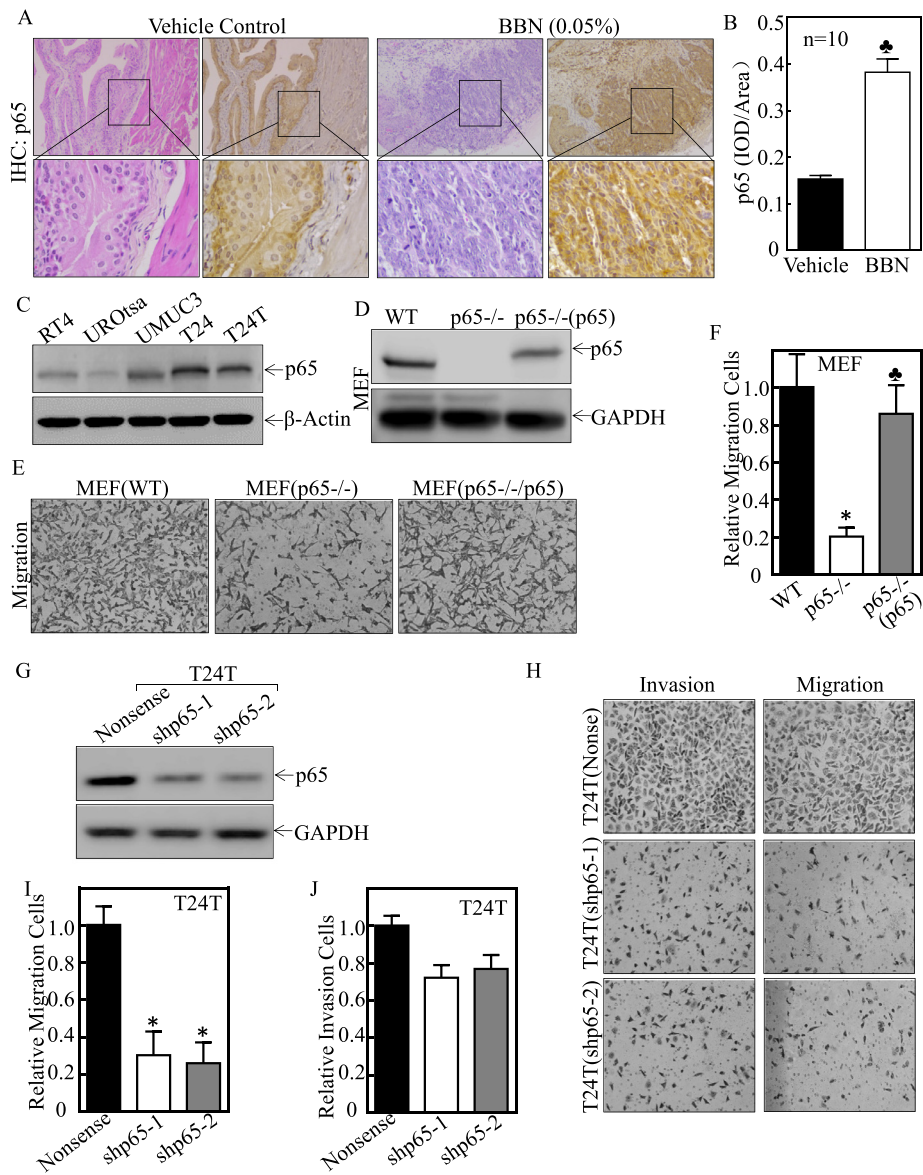 A
Vehicle Control
BBN (0.05%)
IHC: p65
B
n=10
♣
p65 (IOD/Area)
0.5
0.4
0.3
0.2
0.1
0
Vehicle
BBN
C
RT4
UROtsa
UMUC3
T24
T24T
←p65
←β-Actin
D
WT
p65-/-
p65-/-(p65)
MEF
←p65
←GAPDH
E
MEF(WT)
MEF(p65-/-)
MEF(p65-/-/p65)
Migration
F
MEF
♣
*
Relative Migration Cells
1.0
0.8
0.6
0.4
0.2
0
WT
p65-/-
p65-/-
(p65)
G
T24T
Nonsense
shp65-1
shp65-2
←p65
←GAPDH
H
Invasion
Migration
T24T(Nonse)
T24T(shp65-1)
T24T(shp65-2)
I
T24T
Relative Migration Cells
1.0
0.8
0.6
0.4
0.2
0
*
*
Nonsense
shp65-1
shp65-2
J
T24T
Relative Invasion Cells
1.0
0.8
0.6
0.4
0.2
0
Nonsense
shp65-1
shp65-2